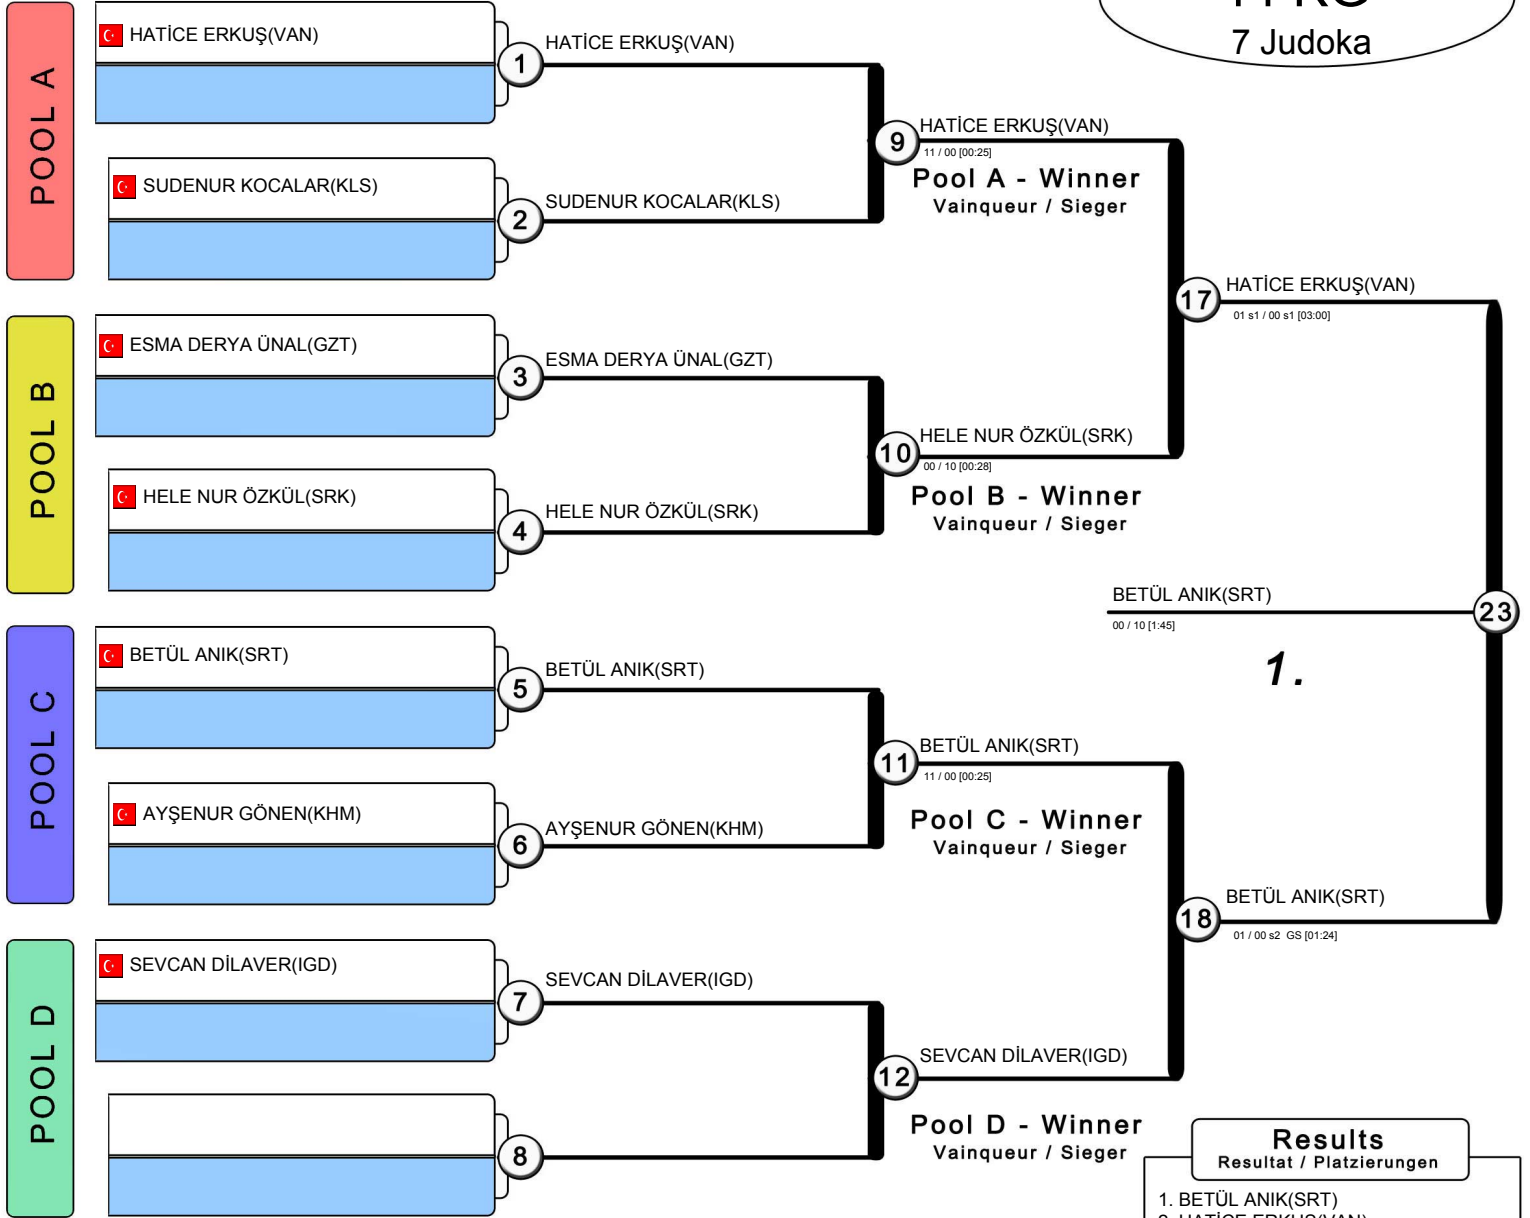 7 Judoka
POOL A
HATİCE ERKUŞ(VAN)
1
HATİCE ERKUŞ(VAN)
SUDENUR KOCALAR(KLS)
2
SUDENUR KOCALAR(KLS)
9
HATİCE ERKUŞ(VAN)
11 / 00 [00:25]
Pool A - Winner
Vainqueur / Sieger
POOL B
ESMA DERYA ÜNAL(GZT)
3
ESMA DERYA ÜNAL(GZT)
HELE NUR ÖZKÜL(SRK)
4
HELE NUR ÖZKÜL(SRK)
10
HELE NUR ÖZKÜL(SRK)
00 / 10 [00:28]
Pool B - Winner
Vainqueur / Sieger
17
HATİCE ERKUŞ(VAN)
01 s1 / 00 s1 [03:00]
BETÜL ANIK(SRT)
00 / 10 [1:45]
23
1.
POOL C
BETÜL ANIK(SRT)
5
BETÜL ANIK(SRT)
AYŞENUR GÖNEN(KHM)
6
AYŞENUR GÖNEN(KHM)
11
BETÜL ANIK(SRT)
11 / 00 [00:25]
Pool C - Winner
Vainqueur / Sieger
18
BETÜL ANIK(SRT)
01 / 00 s2 GS [01:24]
POOL D
SEVCAN DİLAVER(IGD)
7
SEVCAN DİLAVER(IGD)
8
12
SEVCAN DİLAVER(IGD)
Pool D - Winner
Vainqueur / Sieger
Results
Resultat / Platzierungen
1. BETÜL ANIK(SRT)
2. HATİCE ERKUŞ(VAN)